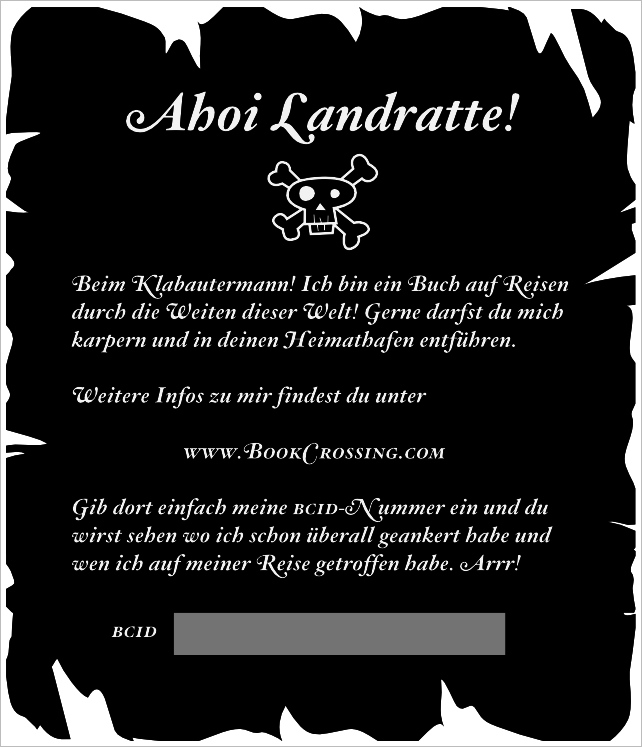 Ahoi Landratte!
Beim Klabautermann! Ich bin ein Buch auf Reisen
durch die Weiten dieser Welt! Gerne darfst du mich
karpern und in deinen Heimathafen entführen.
Weitere Infos zu mir findest du unter
www.BookCrossing.com
Gib dort einfach meine BCID-Nummer ein und du
wirst sehen wo ich schon überall geankert habe und
wen ich auf meiner Reise getroffen habe. Arrr!
BCID